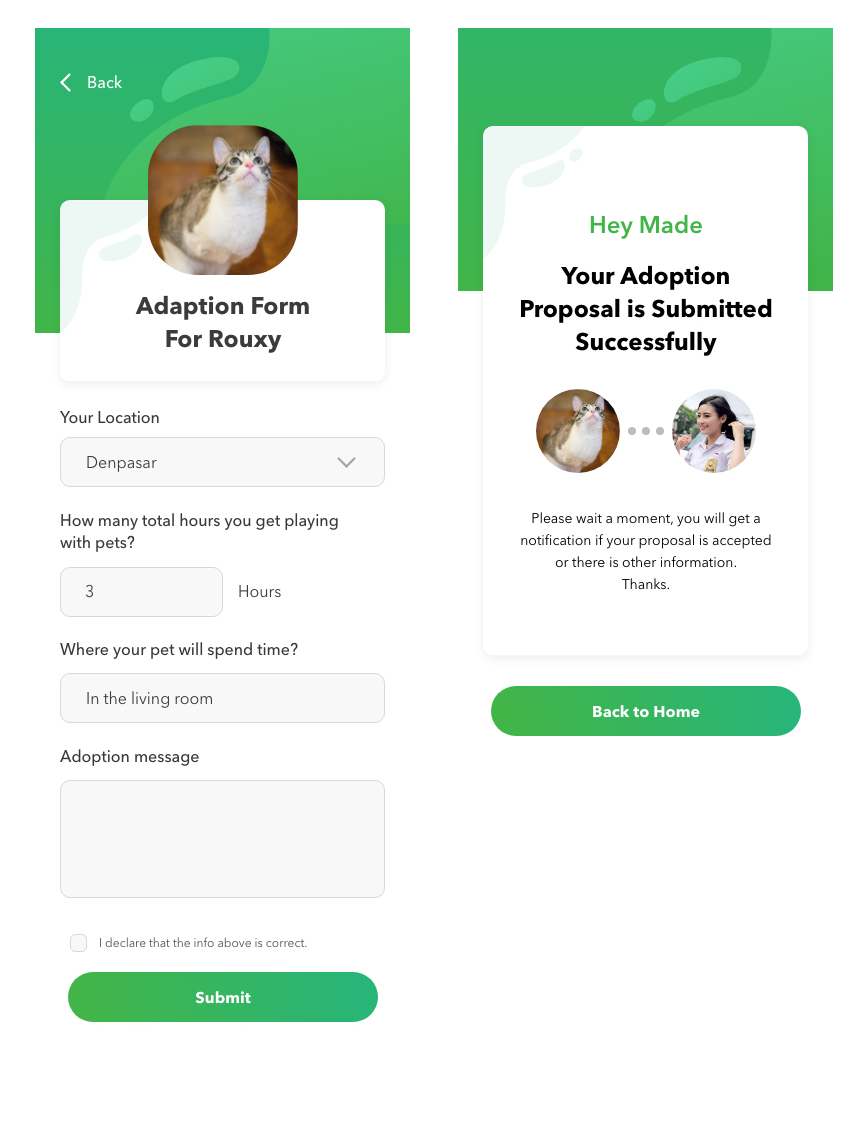 Back
Adaption Form
For Rouxy
Your Location
Denpasar
How many total hours you get playing
with pets?
3
Hours
Where your pet will spend time?
In the living room
Adoption message
I declare that the info above is correct.
Submit
Hey Made
Your Adoption
Proposal is Submitted
Successfully
Please wait a moment, you will get a
notification if your proposal is accepted
or there is other information.
Thanks.
Back to Home